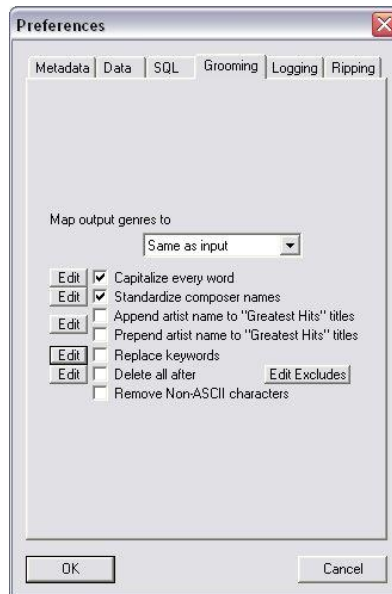 Preferences
Metadata Data SQL Grooming Logging Ripping
Map output genres to
Same as input
Edit Capitalize every word
Edit Standardize composer names
Edit Append artist name to "Greatest Hits" titles
Prepend artist name to "Greatest Hits" titles
Edit Replace keywords
Edit Delete all after Edit Excludes
Remove Non-ASCII characters
OK Cancel